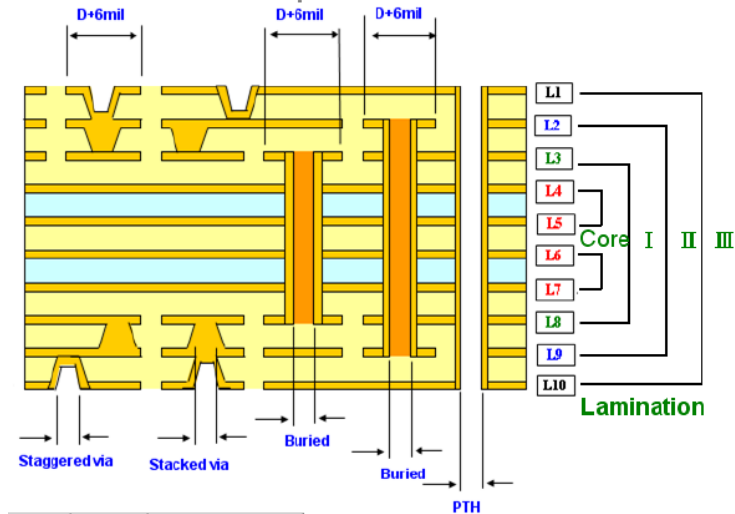 D+6mil
D+6mil
D+6mil
L1
L2
L3
L4
L5
Core
I
II
III
L6
L7
L8
L9
L10
Lamination
Staggered via
Stacked via
Buried
Buried
PTH